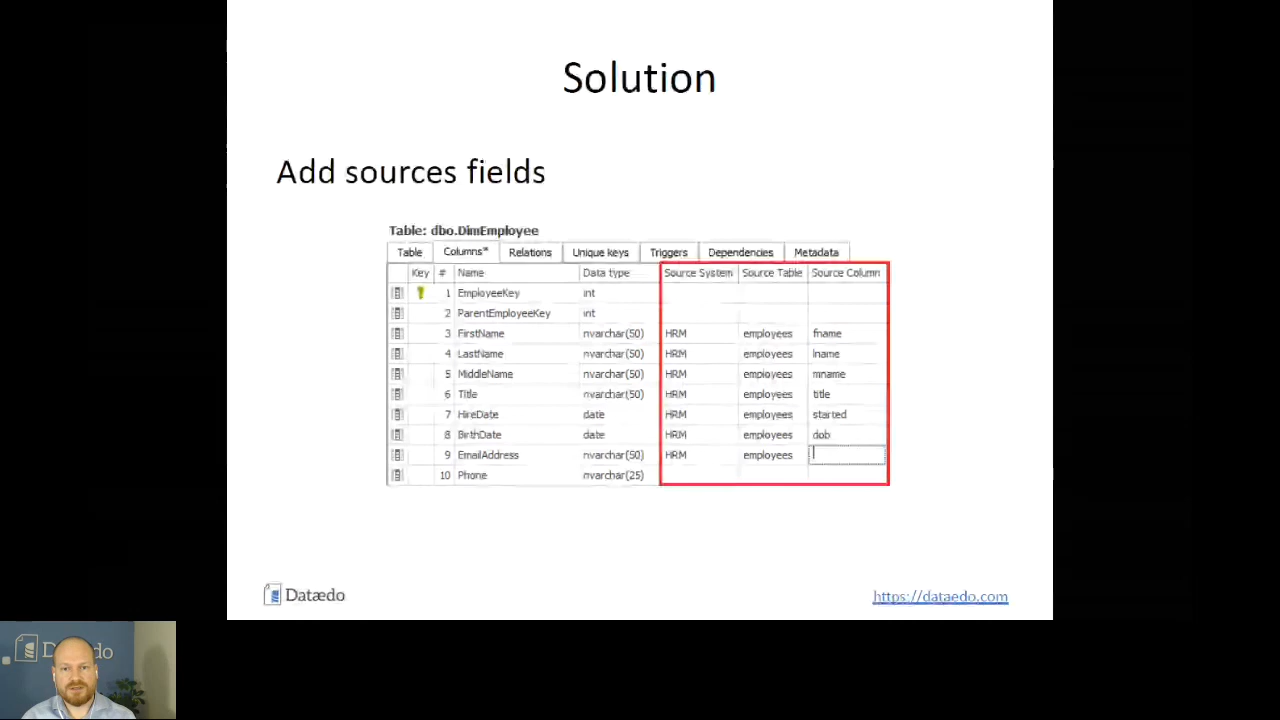 Solution
Add sources fields
Table: dbo.DimEmployee
Table Columns* Relations Unique keys Triggers Dependencies Metadata
Key # Name Data type Source System Source Table Source Column
1 EmployeeKey int
2 ParentEmployeeKey int
3 FirstName nvarchar(50) HRM employees fname
4 LastName nvarchar(50) HRM employees lname
5 MiddleName nvarchar(50) HRM employees mname
6 Title nvarchar(50) HRM employees title
7 HireDate date HRM employees started
8 BirthDate date HRM employees dob
9 EmailAddress nvarchar(50) HRM employees
10 Phone nvarchar(25)
Datædo
https://dataedo.com